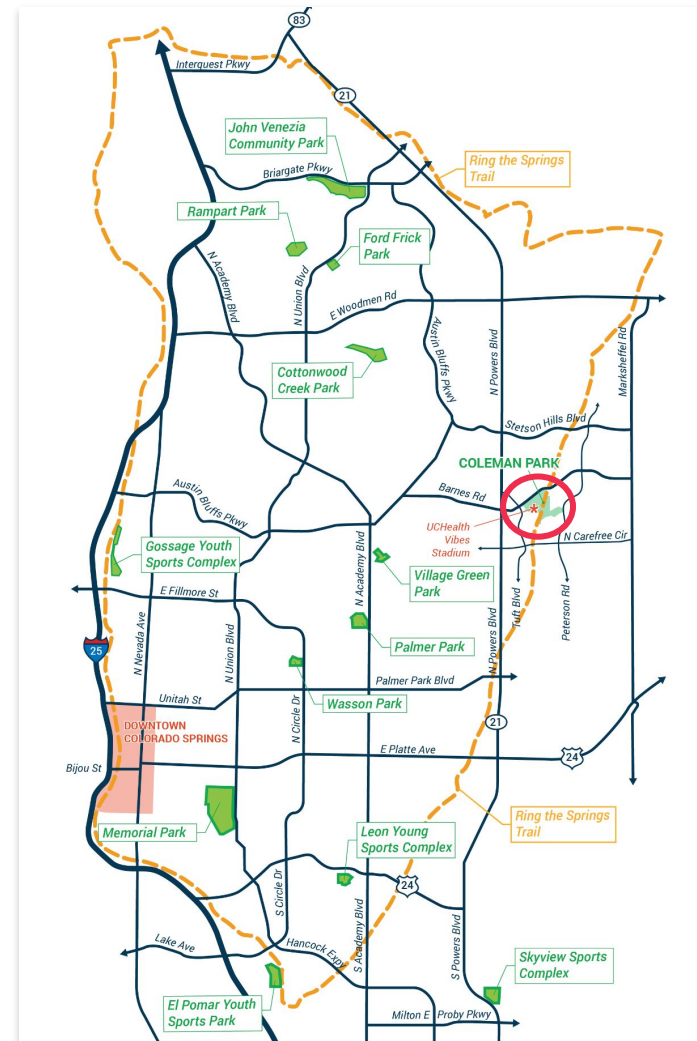 83
Interquest Pkwy
21
John Venezia
Community Park
Ring the Springs
Trail
Briargate Pkwy
Rampart Park
Ford Frick
Park
N Academy Blvd
N Union Blvd
E Woodmen Rd
Austin Bluffs Pkwy
N Powers Blvd
Marksheffel Rd
Cottonwood
Creek Park
Stetson Hills Blvd
COLEMAN PARK
Barnes Rd
Austin Bluffs Pkwy
UCHealth
Vibes
Stadium
*
N Carefree Cir
Gossage Youth
Sports Complex
N Academy Blvd
Village Green
Park
E Fillmore St
Tuft Blvd
Peterson Rd
N Nevada Ave
N Union Blvd
Palmer Park
N Powers Blvd
25
Palmer Park Blvd
Unitah St
N Circle Dr
Wasson Park
DOWNTOWN
COLORADO SPRINGS
21
E Platte Ave
24
Bijou St
Ring the Springs
Trail
Memorial Park
Leon Young
Sports Complex
24
S Circle Dr
S Academy Blvd
S Powers Blvd
Lake Ave
Hancock Expy
Skyview Sports
Complex
El Pomar Youth
Sports Park
Milton E Proby Pkwy